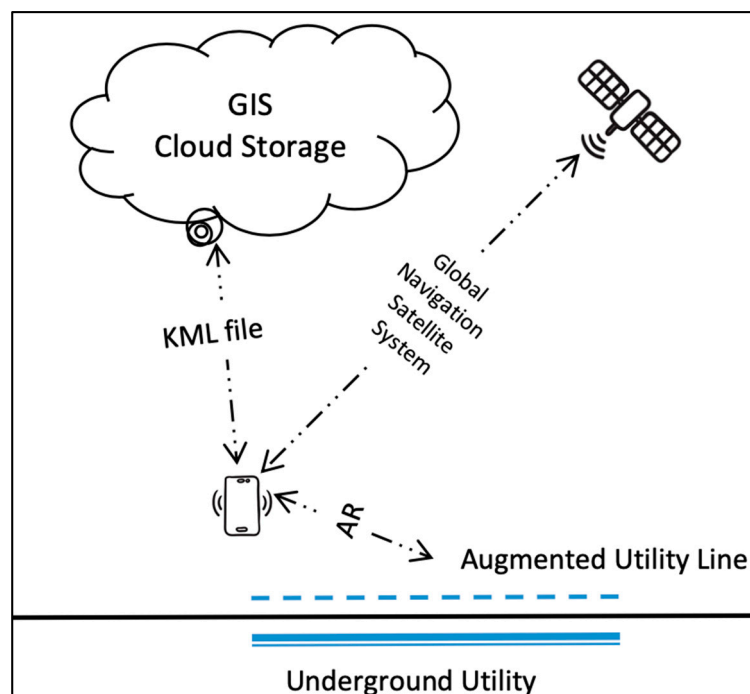 GIS
Cloud Storage
Global
Navigation
Satellite
System
KML file
AR
Augmented Utility Line
Underground Utility